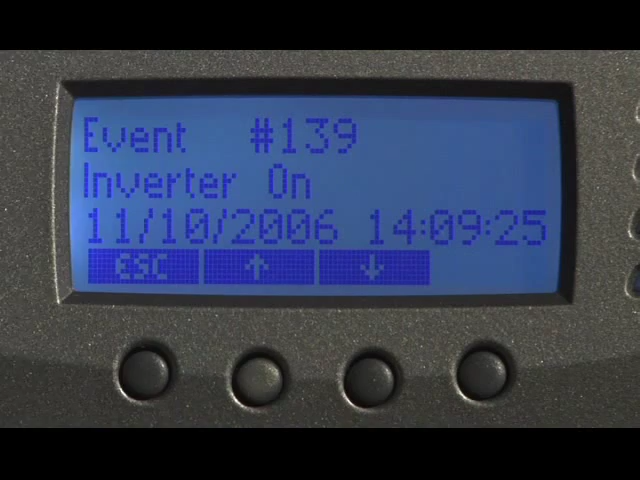 Event #139
Inverter On
11/10/2006 14:09:25
ESC ↑ ↓